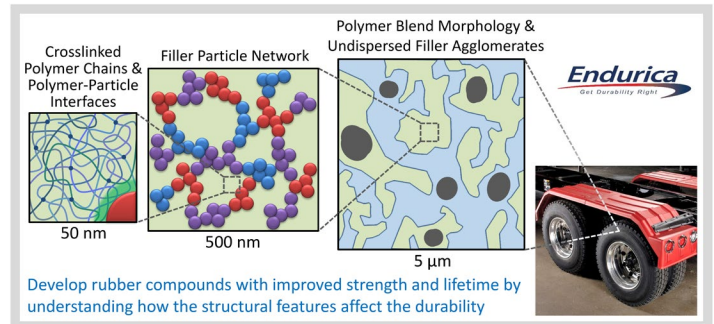 Polymer Blend Morphology &
Undispersed Filler Agglomerates
Crosslinked
Polymer Chains &
Polymer-Particle
Interfaces
Filler Particle Network
Endurica
Get Durability Right
50 nm
500 nm
5 μm
Develop rubber compounds with improved strength and lifetime by
understanding how the structural features affect the durability